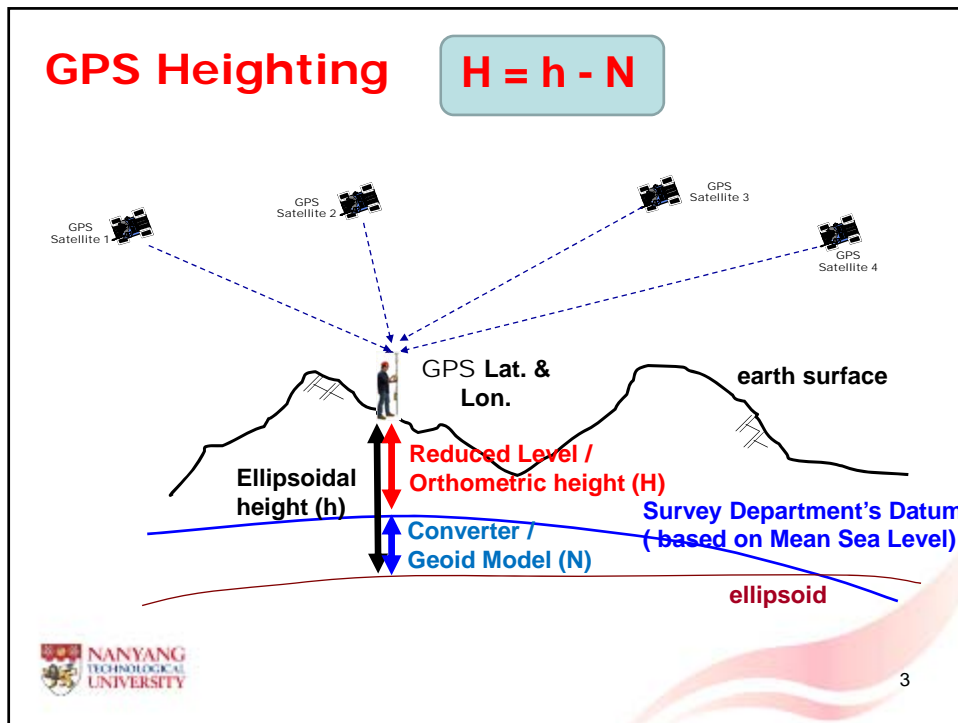 GPS Heighting
H = h - N
GPS
Satellite 1
GPS
Satellite 2
GPS
Satellite 3
GPS
Satellite 4
GPS Lat. &
Lon.
earth surface
Ellipsoidal
height (h)
Reduced Level /
Orthometric height (H)
Survey Department's Datum
( based on Mean Sea Level)
Converter /
Geoid Model (N)
ellipsoid
NANYANG
TECHNOLOGICAL
UNIVERSITY
3